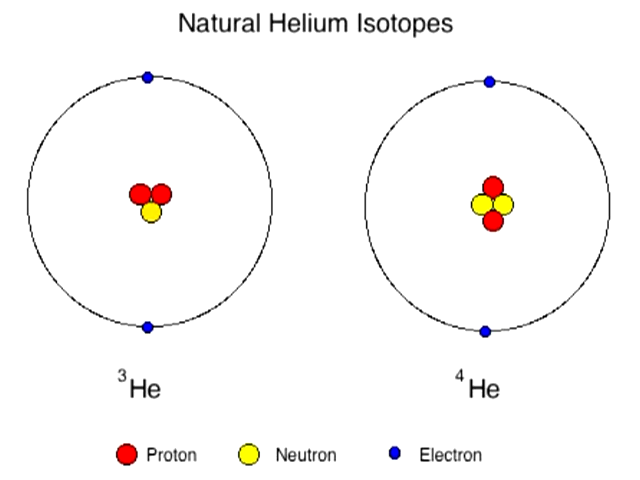 Natural Helium Isotopes
3He
4He
Proton
Neutron
Electron